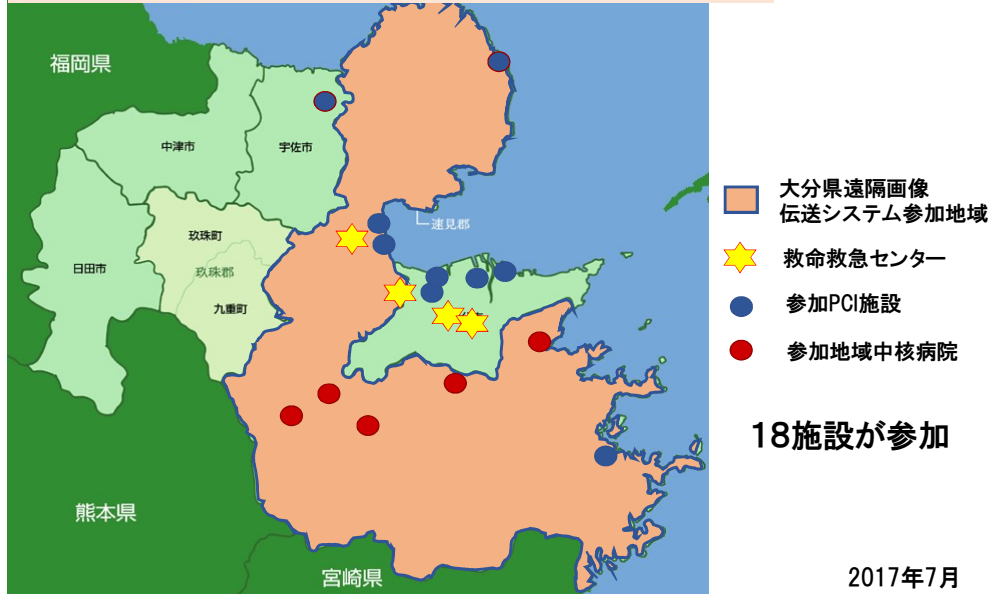 福岡県
中津市
宇佐市
速見郡
玖珠町
玖珠郡
日田市
九重町
熊本県
宮崎県
大分県遠隔画像
伝送システム参加地域
救命救急センター
参加PCI施設
参加地域中核病院
18施設が参加
2017年7月